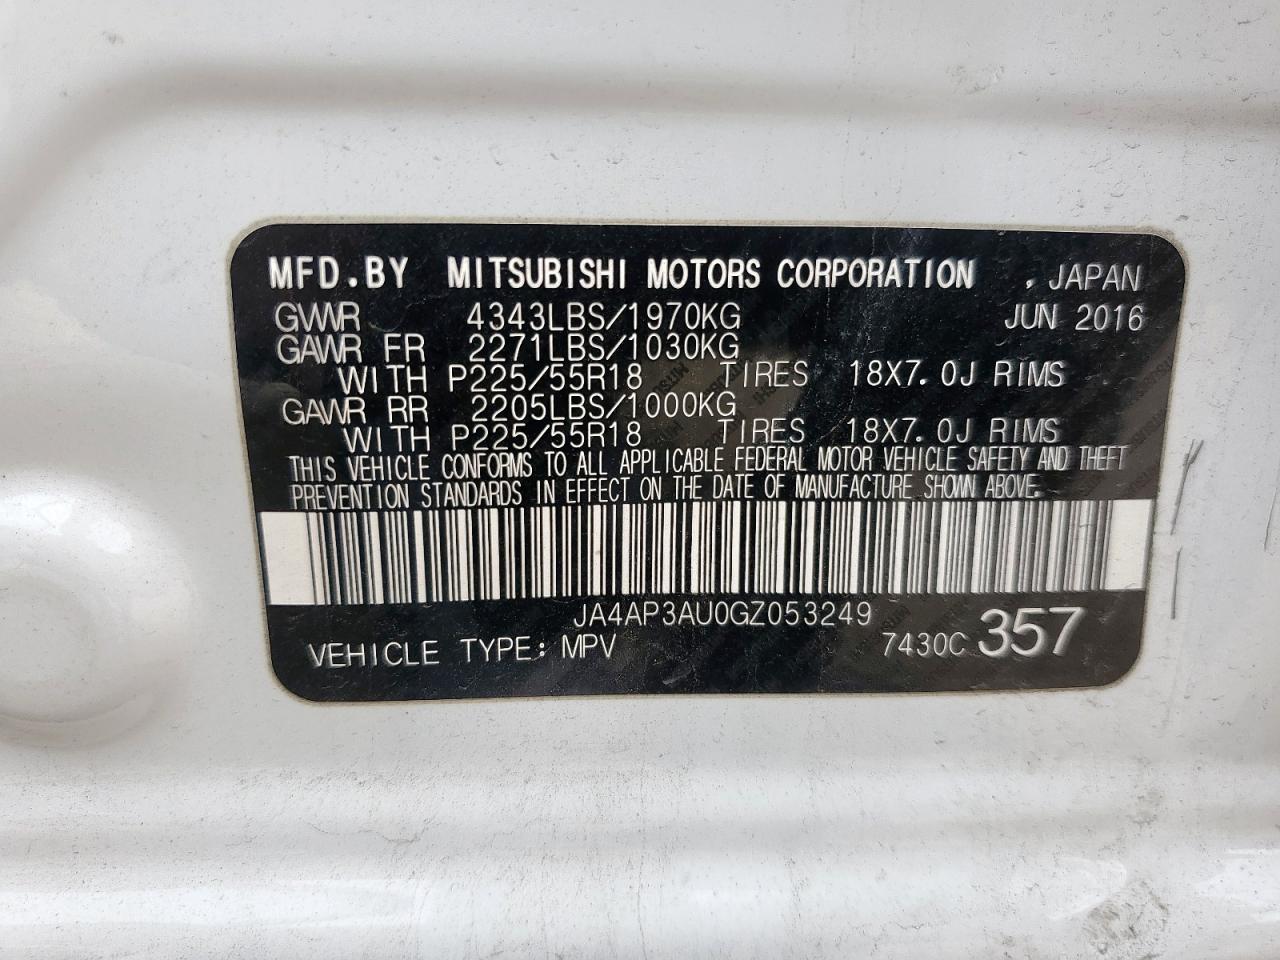 MFD.BY MITSUBISHI MOTORS CORPORATION , JAPAN
GVWR 4343LBS/1970KG JUN 2016
GAWR FR 2271LBS/1030KG
WITH P225/55R18 TIRES 18X7.0J RIMS
GAWR RR 2205LBS/1000KG
WITH P225/55R18 TIRES 18X7.0J RIMS
THIS VEHICLE CONFORMS TO ALL APPLICABLE FEDERAL MOTOR VEHICLE SAFETY AND THEFT
PREVENTION STANDARDS IN EFFECT ON THE DATE OF MANUFACTURE SHOWN ABOVE.
JA4AP3AU0GZ053249
VEHICLE TYPE: MPV 7430C 357